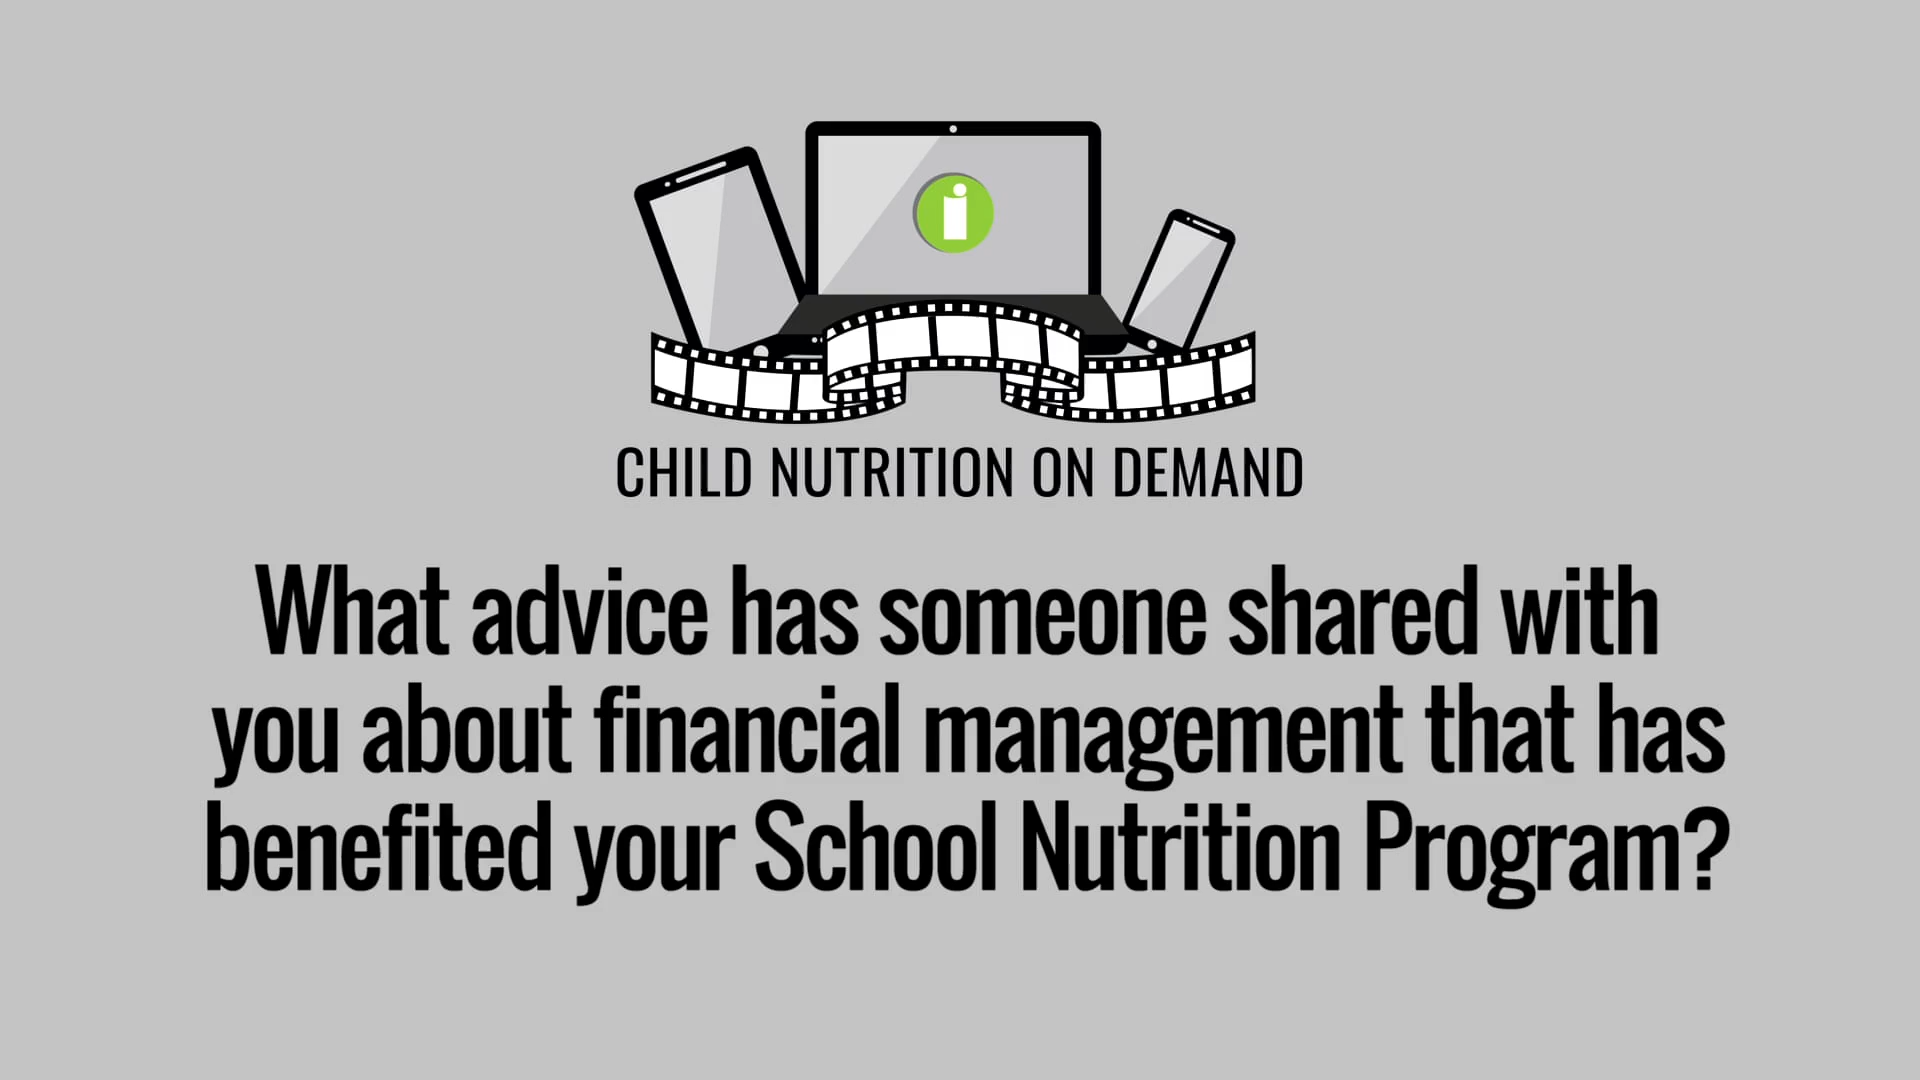 i
CHILD NUTRITION ON DEMAND
What advice has someone shared with
you about financial management that has
benefited your School Nutrition Program?